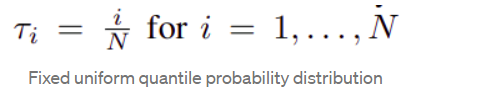 τᵢ = i/N for i = 1, . . . , N
Fixed uniform quantile probability distribution